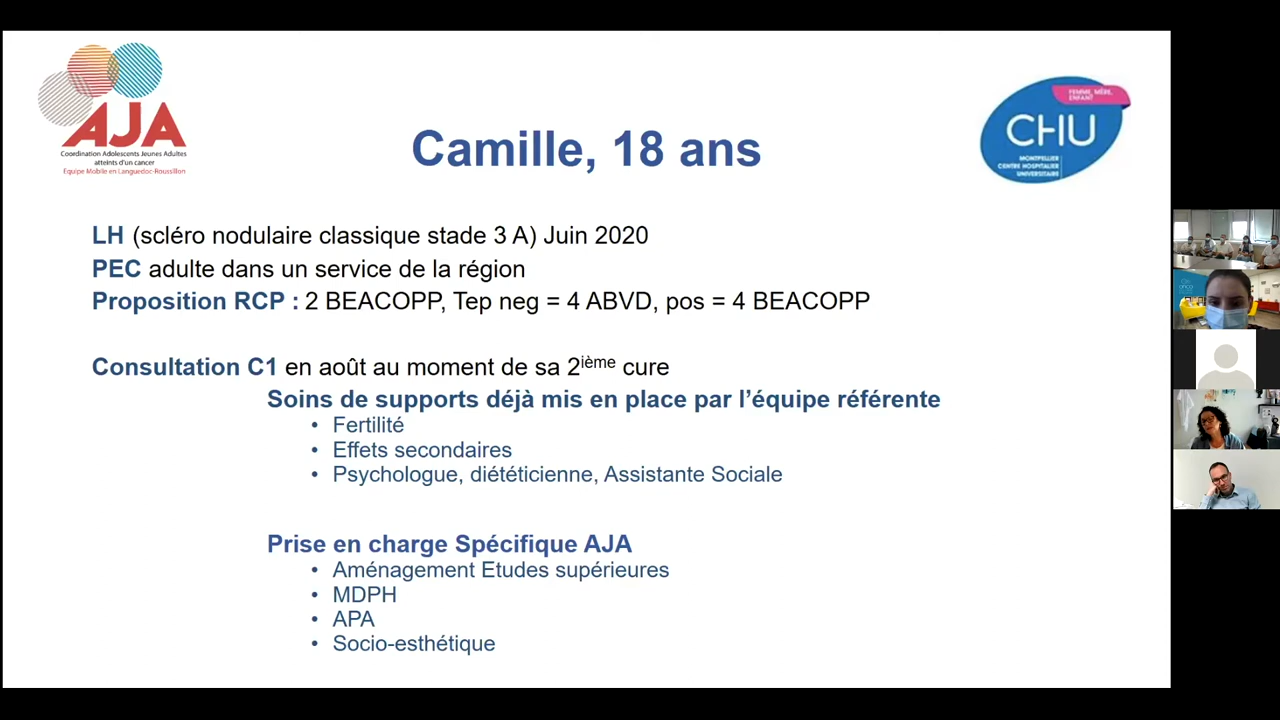 AJA
Coordination Adolescents Jeunes Adultes
atteints d'un cancer
Equipe Mobile en Languedoc-Roussillon
FEMME, MÈRE,
ENFANT
CHU
MONTPELLIER
CENTRE HOSPITALIER
UNIVERSITAIRE
Camille, 18 ans
LH (scléro nodulaire classique stade 3 A) Juin 2020
PEC adulte dans un service de la région
Proposition RCP : 2 BEACOPP, Tep neg = 4 ABVD, pos = 4 BEACOPP
Consultation C1 en août au moment de sa 2ième cure
Soins de supports déjà mis en place par l'équipe référente
• Fertilité
• Effets secondaires
• Psychologue, diététicienne, Assistante Sociale
Prise en charge Spécifique AJA
• Aménagement Etudes supérieures
• MDPH
• APA
• Socio-esthétique